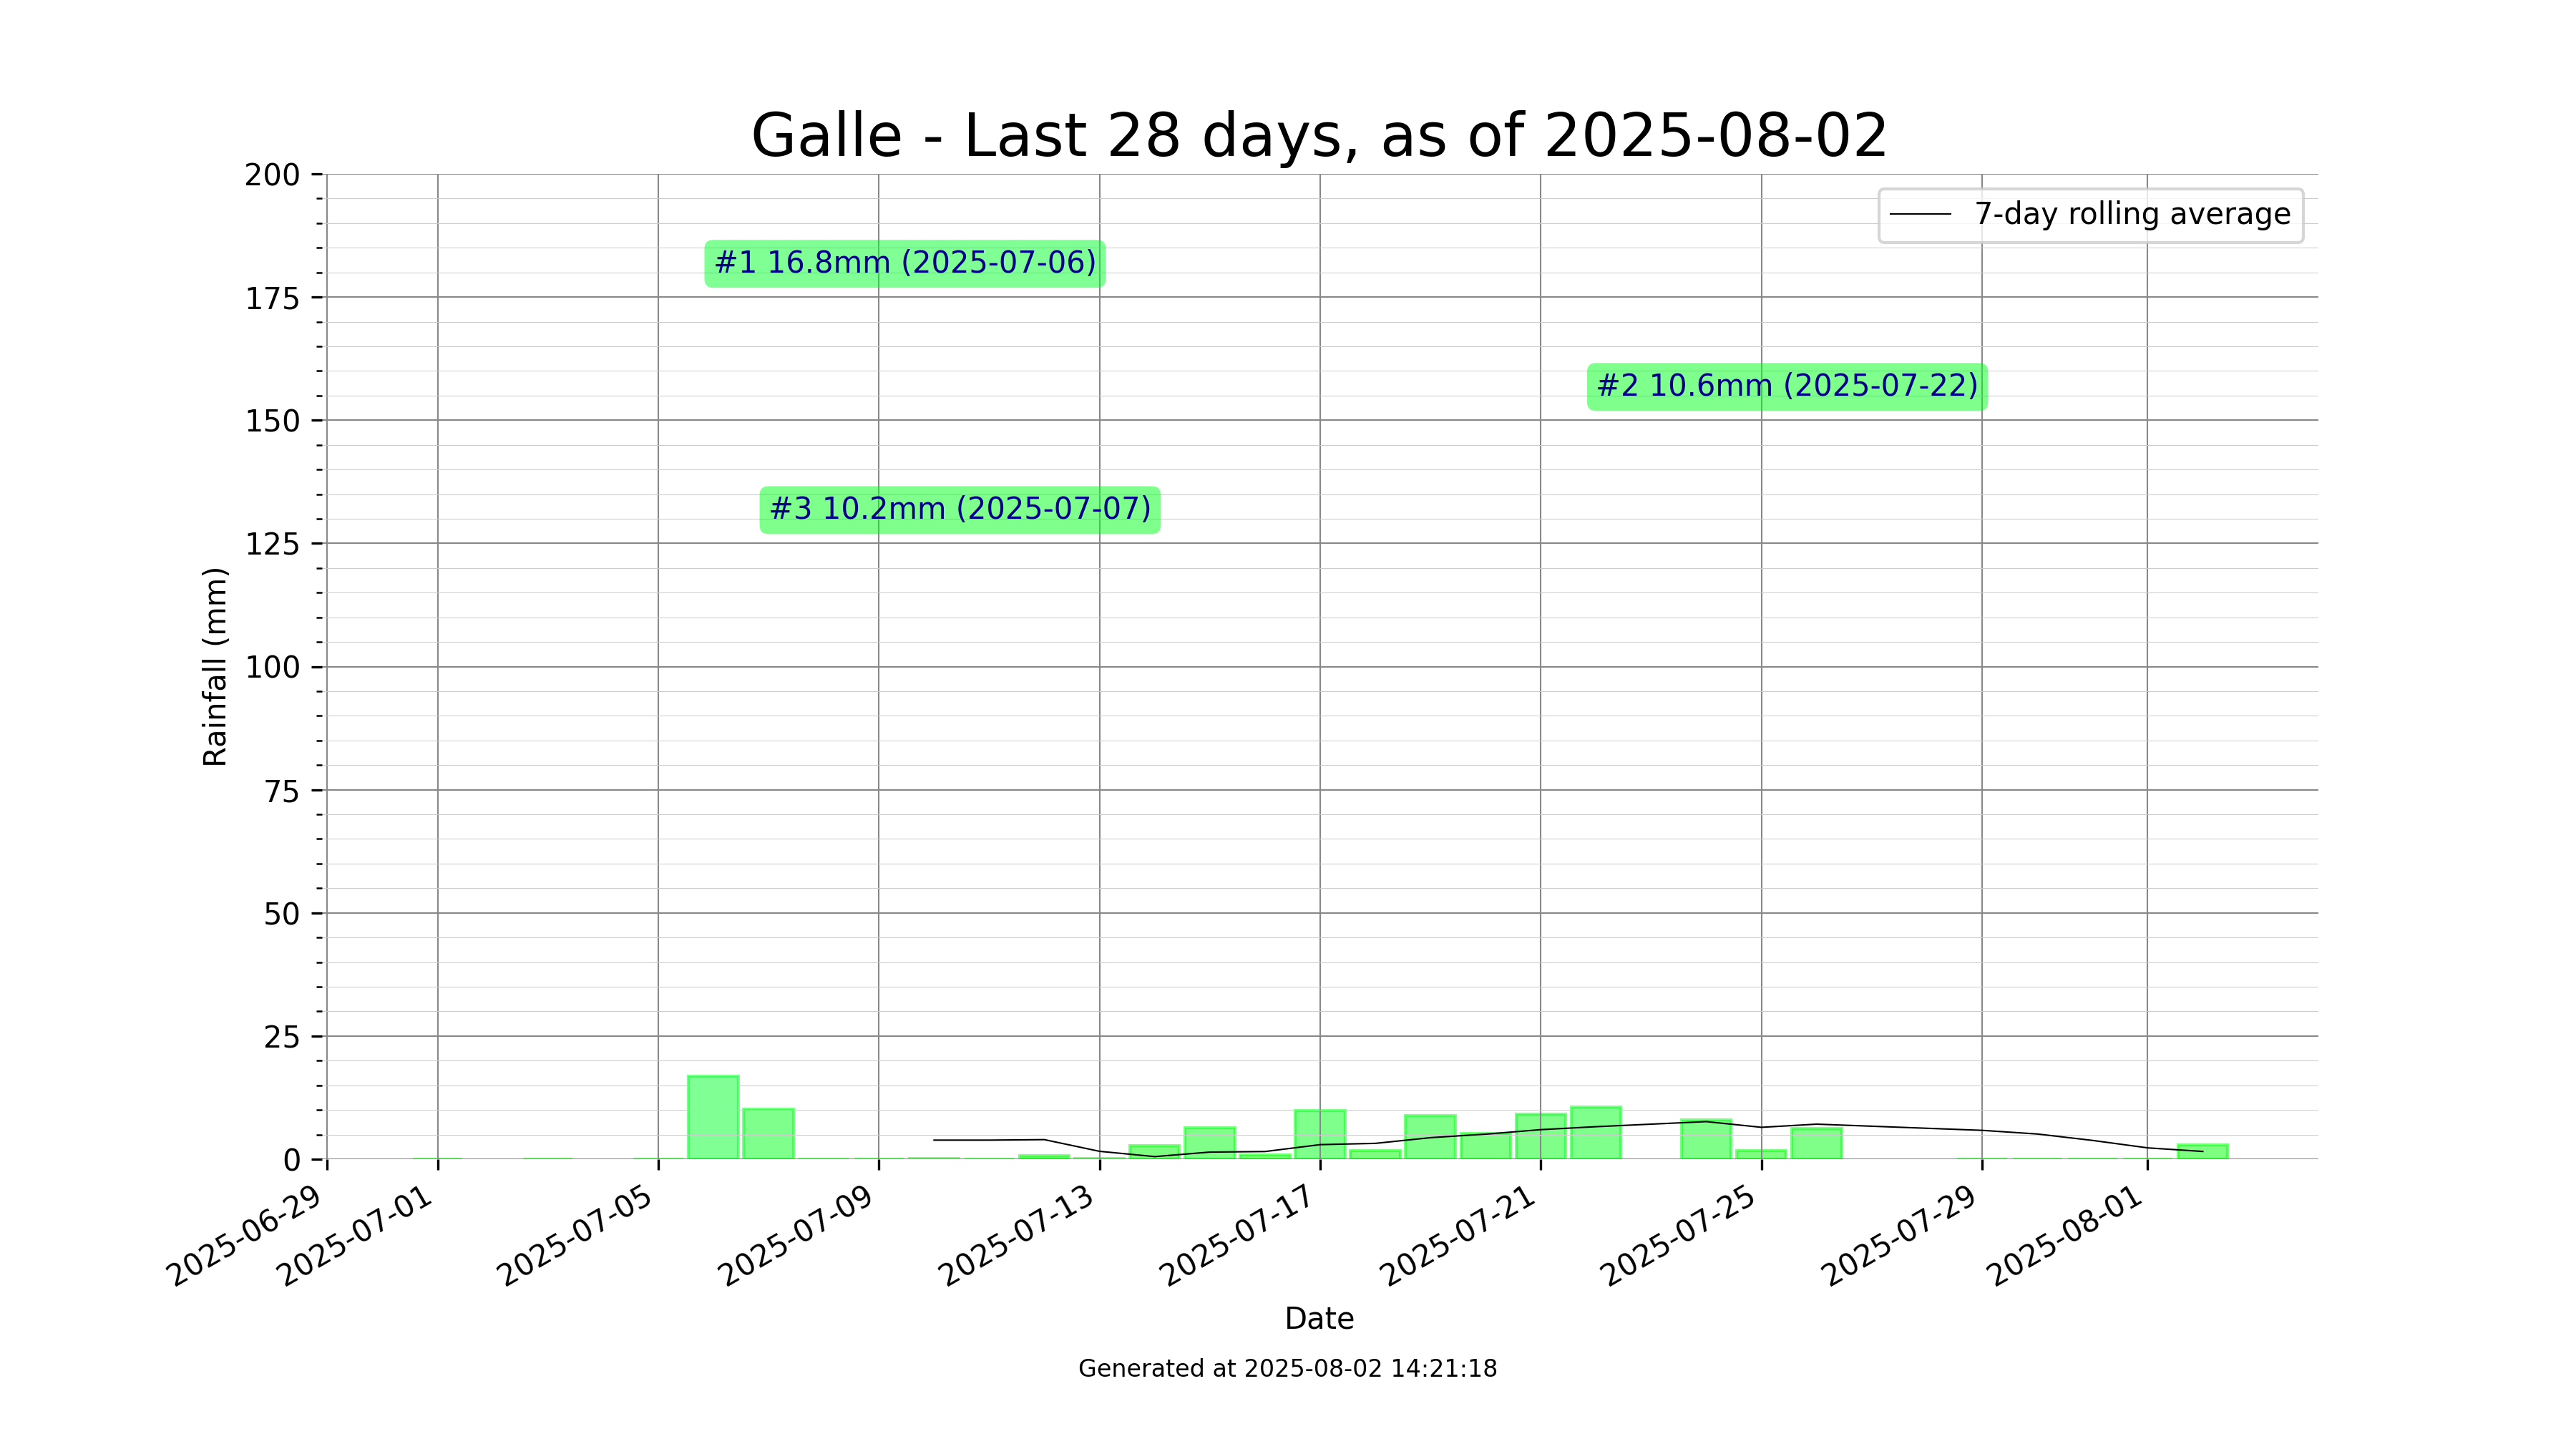 Galle - Last 28 days, as of 2025-08-02
7-day rolling average
#1 16.8mm (2025-07-06)
#2 10.6mm (2025-07-22)
#3 10.2mm (2025-07-07)
Rainfall (mm)
200
175
150
125
100
75
50
25
0
2025-06-29
2025-07-01
2025-07-05
2025-07-09
2025-07-13
2025-07-17
2025-07-21
2025-07-25
2025-07-29
2025-08-01
Date
Generated at 2025-08-02 14:21:18